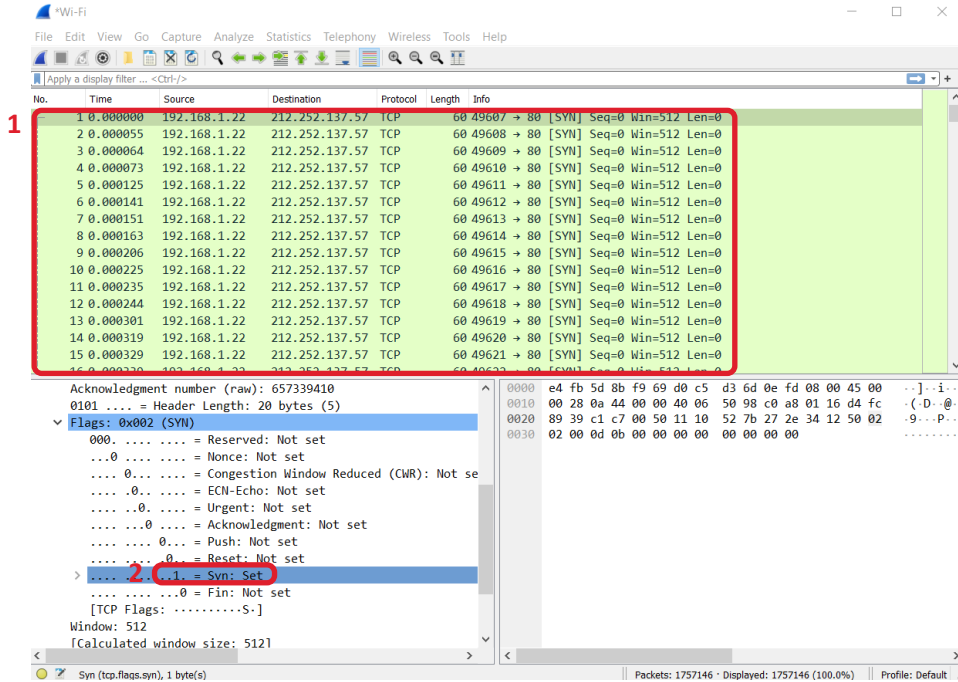 *Wi-Fi
File Edit View Go Capture Analyze Statistics Telephony Wireless Tools Help
Apply a display filter ... <Ctrl-/>
No. Time Source Destination Protocol Length Info
1
1 0.000000 192.168.1.22 212.252.137.57 TCP 60 49607 → 80 [SYN] Seq=0 Win=512 Len=0
2 0.000055 192.168.1.22 212.252.137.57 TCP 60 49608 → 80 [SYN] Seq=0 Win=512 Len=0
3 0.000064 192.168.1.22 212.252.137.57 TCP 60 49609 → 80 [SYN] Seq=0 Win=512 Len=0
4 0.000073 192.168.1.22 212.252.137.57 TCP 60 49610 → 80 [SYN] Seq=0 Win=512 Len=0
5 0.000125 192.168.1.22 212.252.137.57 TCP 60 49611 → 80 [SYN] Seq=0 Win=512 Len=0
6 0.000141 192.168.1.22 212.252.137.57 TCP 60 49612 → 80 [SYN] Seq=0 Win=512 Len=0
7 0.000151 192.168.1.22 212.252.137.57 TCP 60 49613 → 80 [SYN] Seq=0 Win=512 Len=0
8 0.000163 192.168.1.22 212.252.137.57 TCP 60 49614 → 80 [SYN] Seq=0 Win=512 Len=0
9 0.000206 192.168.1.22 212.252.137.57 TCP 60 49615 → 80 [SYN] Seq=0 Win=512 Len=0
10 0.000225 192.168.1.22 212.252.137.57 TCP 60 49616 → 80 [SYN] Seq=0 Win=512 Len=0
11 0.000235 192.168.1.22 212.252.137.57 TCP 60 49617 → 80 [SYN] Seq=0 Win=512 Len=0
12 0.000244 192.168.1.22 212.252.137.57 TCP 60 49618 → 80 [SYN] Seq=0 Win=512 Len=0
13 0.000301 192.168.1.22 212.252.137.57 TCP 60 49619 → 80 [SYN] Seq=0 Win=512 Len=0
14 0.000319 192.168.1.22 212.252.137.57 TCP 60 49620 → 80 [SYN] Seq=0 Win=512 Len=0
15 0.000329 192.168.1.22 212.252.137.57 TCP 60 49621 → 80 [SYN] Seq=0 Win=512 Len=0
Acknowledgment number (raw): 657339410
0101 .... = Header Length: 20 bytes (5)
Flags: 0x002 (SYN)
000. .... .... = Reserved: Not set
...0 .... .... = Nonce: Not set
.... 0... .... = Congestion Window Reduced (CWR): Not se
.... .0.. .... = ECN-Echo: Not set
.... ..0. .... = Urgent: Not set
.... ...0 .... = Acknowledgment: Not set
.... .... 0... = Push: Not set
.... .... .0.. = Reset: Not set
2
.... .... ..1. = Syn: Set
.... .... ...0 = Fin: Not set
[TCP Flags: ··········S·]
Window: 512
[Calculated window size: 512]
0000 e4 fb 5d 8b f9 69 d0 c5 d3 6d 0e fd 08 00 45 00 ··]··i··
0010 00 28 0a 44 00 00 40 06 50 98 c0 a8 01 16 d4 fc ·(·D··@·
0020 89 39 c1 c7 00 50 11 10 52 7b 27 2e 34 12 50 02 ·9···P··
0030 02 00 0d 0b 00 00 00 00 00 00 00 00 ········
Syn (tcp.flags.syn), 1 byte(s)
Packets: 1757146 · Displayed: 1757146 (100.0%)
Profile: Default